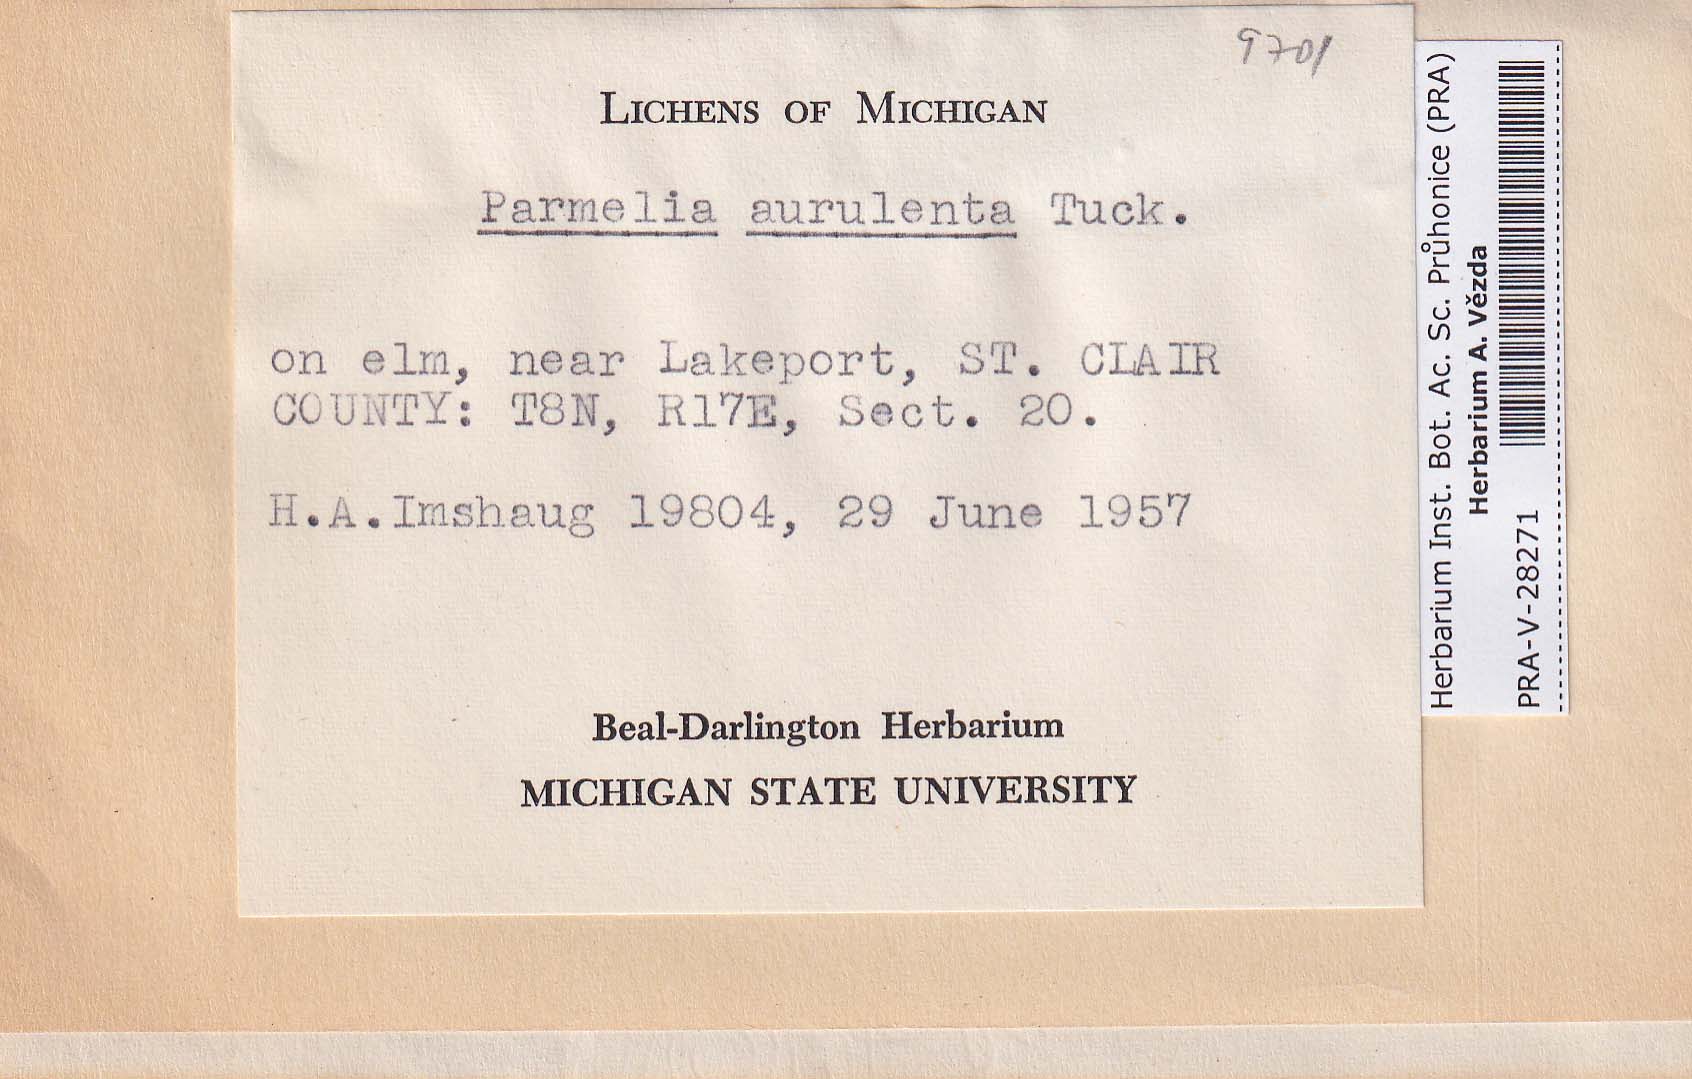 9701
LICHENS OF MICHIGAN
Parmelia aurulenta Tuck.
on elm, near Lakeport, ST. CLAIR
COUNTY: T8N, R17E, Sect. 20.
H.A.Imshaug 19804, 29 June 1957
Beal-Darlington Herbarium
MICHIGAN STATE UNIVERSITY
Herbarium Inst. Bot. Ac. Sc. Průhonice (PRA)
Herbarium A. Vězda
PRA-V-28271